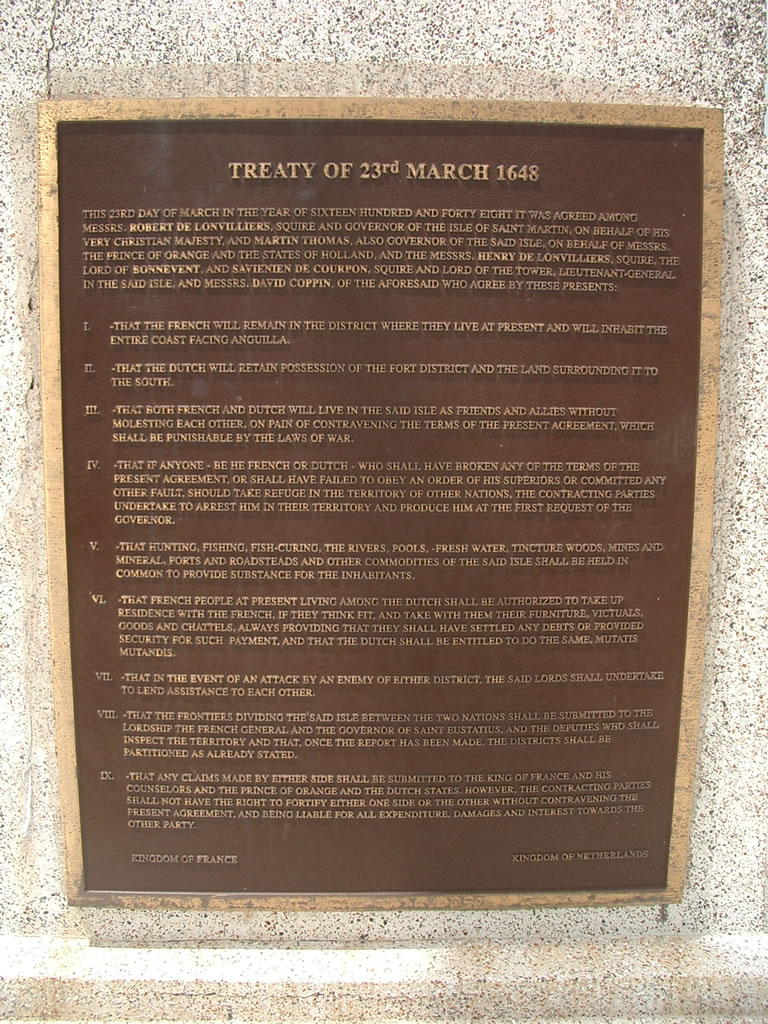 TREATY OF 23rd MARCH 1648
THIS 23RD DAY OF MARCH IN THE YEAR OF SIXTEEN HUNDRED AND FORTY EIGHT IT WAS AGREED AMONG
MESSRS. ROBERT DE LONVILLIERS, SQUIRE AND GOVERNOR OF THE ISLE OF SAINT MARTIN, ON BEHALF OF HIS
VERY CHRISTIAN MAJESTY, AND MARTIN THOMAS, ALSO GOVERNOR OF THE SAID ISLE, ON BEHALF OF MESSRS.
THE PRINCE OF ORANGE AND THE STATES OF HOLLAND, AND THE MESSRS. HENRY DE LONVILLIERS, SQUIRE, THE
LORD OF BONNEVENT, AND SAVIENIEN DE COURPON, SQUIRE AND LORD OF THE TOWER, LIEUTENANT-GENERAL
IN THE SAID ISLE, AND MESSRS. DAVID COPPIN, OF THE AFORESAID WHO AGREE BY THESE PRESENTS:
I. -THAT THE FRENCH WILL REMAIN IN THE DISTRICT WHERE THEY LIVE AT PRESENT AND WILL INHABIT THE
ENTIRE COAST FACING ANGUILLA.
II. -THAT THE DUTCH WILL RETAIN POSSESSION OF THE FORT DISTRICT AND THE LAND SURROUNDING IT TO
THE SOUTH.
III. -THAT BOTH FRENCH AND DUTCH WILL LIVE IN THE SAID ISLE AS FRIENDS AND ALLIES WITHOUT
MOLESTING EACH OTHER, ON PAIN OF CONTRAVENING THE TERMS OF THE PRESENT AGREEMENT, WHICH
SHALL BE PUNISHABLE BY THE LAWS OF WAR.
IV. -THAT IF ANYONE - BE HE FRENCH OR DUTCH - WHO SHALL HAVE BROKEN ANY OF THE TERMS OF THE
PRESENT AGREEMENT, OR SHALL HAVE FAILED TO OBEY AN ORDER OF HIS SUPERIORS OR COMMITTED ANY
OTHER FAULT, SHOULD TAKE REFUGE IN THE TERRITORY OF OTHER NATIONS, THE CONTRACTING PARTIES
UNDERTAKE TO ARREST HIM IN THEIR TERRITORY AND PRODUCE HIM AT THE FIRST REQUEST OF THE
GOVERNOR.
V. -THAT HUNTING, FISHING, FISH-CURING, THE RIVERS, POOLS, -FRESH WATER, TINCTURE WOODS, MINES AND
MINERAL, PORTS AND ROADSTEADS AND OTHER COMMODITIES OF THE SAID ISLE SHALL BE HELD IN
COMMON TO PROVIDE SUBSTANCE FOR THE INHABITANTS.
VI. -THAT FRENCH PEOPLE AT PRESENT LIVING AMONG THE DUTCH SHALL BE AUTHORIZED TO TAKE UP
RESIDENCE WITH THE FRENCH, IF THEY THINK FIT, AND TAKE WITH THEM THEIR FURNITURE, VICTUALS,
GOODS AND CHATTELS, ALWAYS PROVIDING THAT THEY SHALL HAVE SETTLED ANY DEBTS OR PROVIDED
SECURITY FOR SUCH PAYMENT, AND THAT THE DUTCH SHALL BE ENTITLED TO DO THE SAME, MUTATIS
MUTANDIS.
VII. -THAT IN THE EVENT OF AN ATTACK BY AN ENEMY OF EITHER DISTRICT, THE SAID LORDS SHALL UNDERTAKE
TO LEND ASSISTANCE TO EACH OTHER.
VIII. -THAT THE FRONTIERS DIVIDING THE SAID ISLE BETWEEN THE TWO NATIONS SHALL BE SUBMITTED TO THE
LORDSHIP THE FRENCH GENERAL AND THE GOVERNOR OF SAINT EUSTATIUS, AND THE DEPUTIES WHO SHALL
INSPECT THE TERRITORY AND THAT, ONCE THE REPORT HAS BEEN MADE, THE DISTRICTS SHALL BE
PARTITIONED AS ALREADY STATED.
IX. -THAT ANY CLAIMS MADE BY EITHER SIDE SHALL BE SUBMITTED TO THE KING OF FRANCE AND HIS
COUNSELORS AND THE PRINCE OF ORANGE AND THE DUTCH STATES. HOWEVER, THE CONTRACTING PARTIES
SHALL NOT HAVE THE RIGHT TO FORTIFY EITHER ONE SIDE OR THE OTHER WITHOUT CONTRAVENING THE
PRESENT AGREEMENT, AND BEING LIABLE FOR ALL EXPENDITURE, DAMAGES AND INTEREST TOWARDS THE
OTHER PARTY.
KINGDOM OF FRANCE KINGDOM OF NETHERLANDS